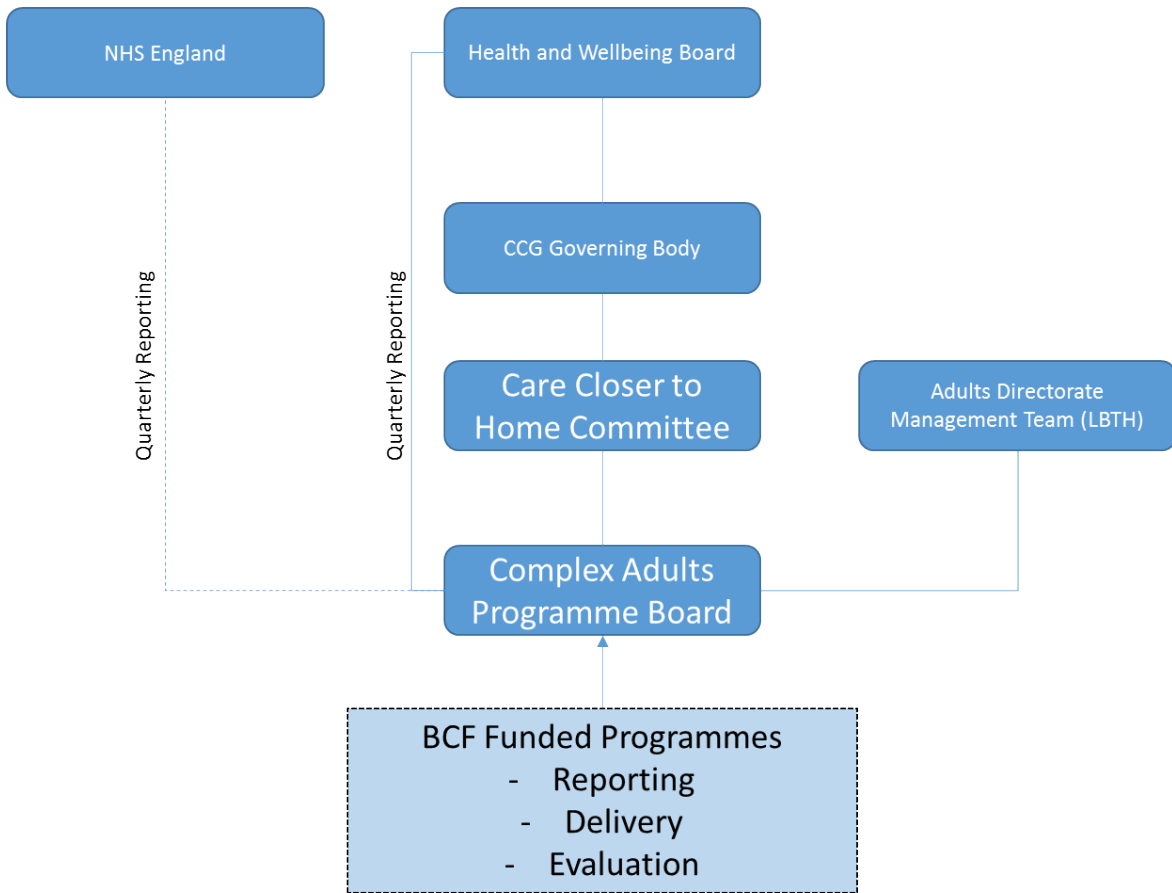 NHS England
Health and Wellbeing Board
CCG Governing Body
Quarterly Reporting
Quarterly Reporting
Care Closer to
Home Committee
Adults Directorate
Management Team (LBTH)
Complex Adults
Programme Board
BCF Funded Programmes
- Reporting
- Delivery
- Evaluation